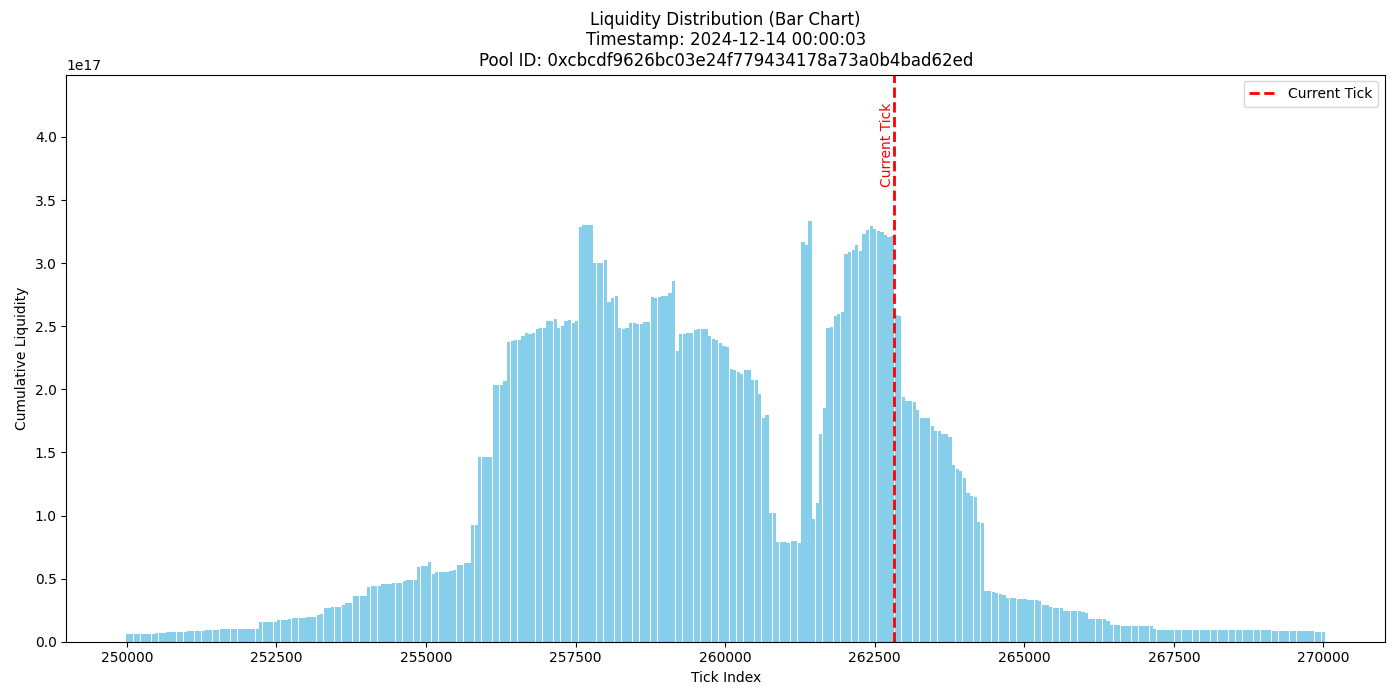 Liquidity Distribution (Bar Chart)
Timestamp: 2024-12-14 00:00:03
Pool ID: 0xcbcdf9626bc03e24f779434178a73a0b4bad62ed
1e17
Current Tick
Current Tick
4.0
3.5
3.0
2.5
2.0
1.5
1.0
0.5
0.0
Cumulative Liquidity
250000 252500 255000 257500 260000 262500 265000 267500 270000
Tick Index